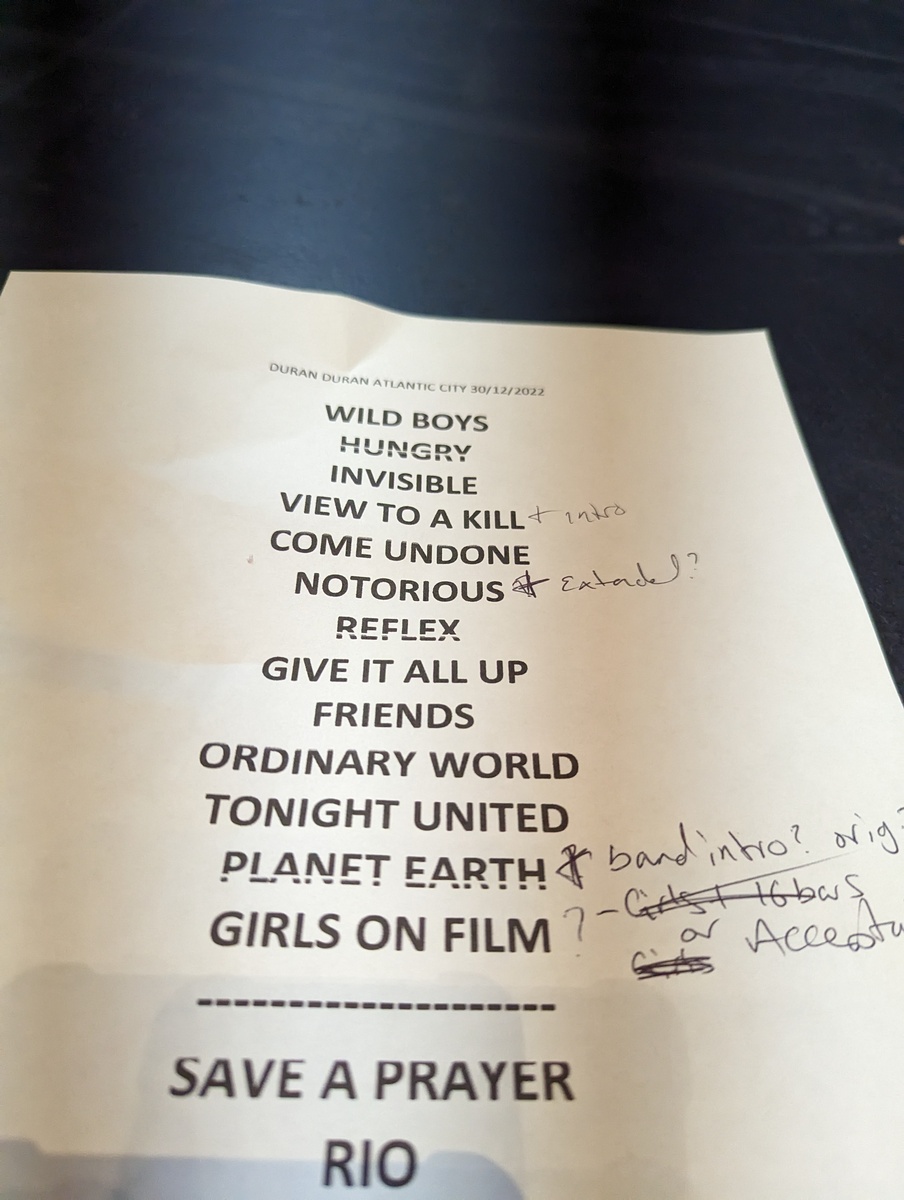 DURAN DURAN ATLANTIC CITY 30/12/2022
WILD BOYS
HUNGRY
INVISIBLE
VIEW TO A KILL + intro
COME UNDONE
NOTORIOUS * Extended?
REFLEX
GIVE IT ALL UP
FRIENDS
ORDINARY WORLD
TONIGHT UNITED
PLANET EARTH * band intro? orig?
GIRLS ON FILM ? - Girls + 16 bars
or
--------------------
SAVE A PRAYER
RIO